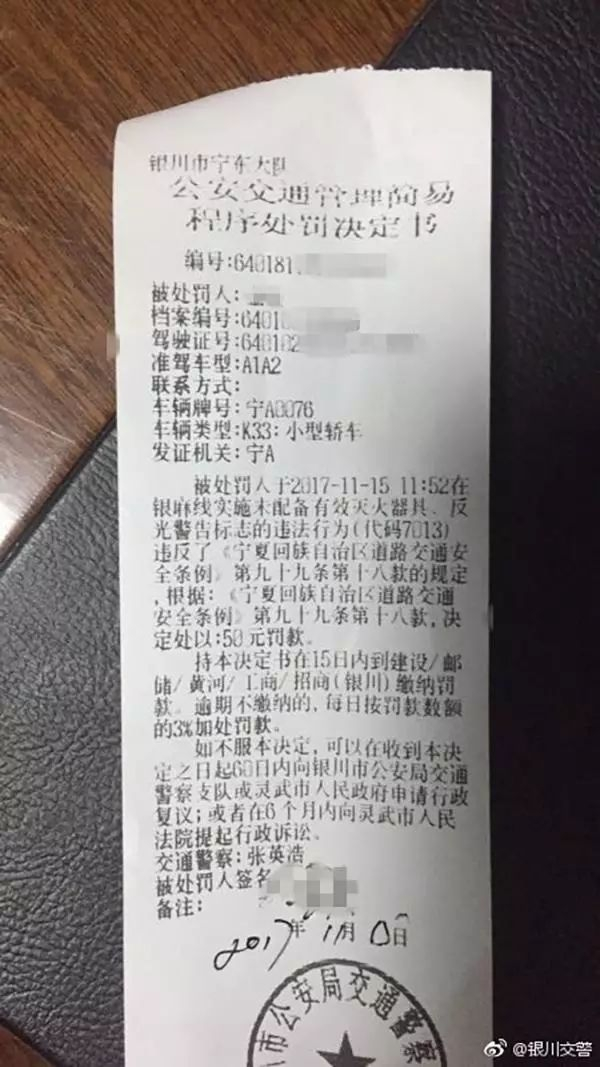 银川市宁东大队
公安交通管理简易
程序处罚决定书
编号:640181
被处罚人:
档案编号:6401
驾驶证号:640102
准驾车型:A1A2
联系方式:
车辆牌号:宁A0076
车辆类型:K33:小型轿车
发证机关:宁A
被处罚人于2017-11-15 11:52在
银麻线实施未配备有效灭火器具、反
光警告标志的违法行为(代码7013)
违反了《宁夏回族自治区道路交通安
全条例》第九十九条第十八款的规定
,根据:《宁夏回族自治区道路交通
安全条例》第九十九条第十八款,决
定处以:50元罚款。
持本决定书在15日内到建设/邮
储/黄河/工商/招商(银川)缴纳罚
款。逾期不缴纳的,每日按罚款数额
的3%加处罚款。
如不服本决定,可以在收到本决
定之日起60日内向银川市公安局交通
警察支队或灵武市人民政府申请行政
复议;或者在6个月内向灵武市人民
法院提起行政诉讼。
交通警察:张英浩
被处罚人签名
备注:
2017年11月 日
川市公安局交通警察
@银川交警